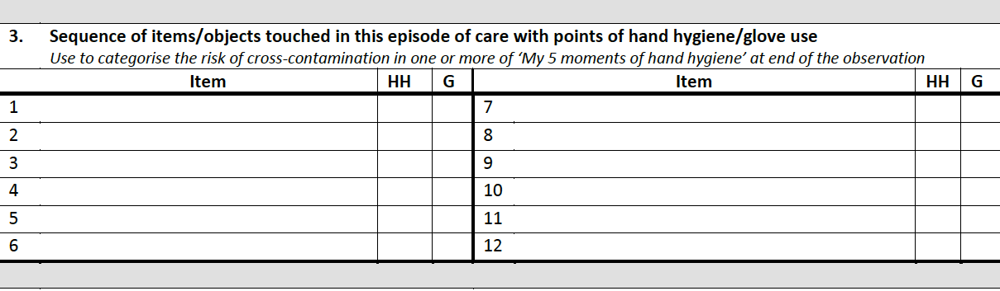 3. Sequence of items/objects touched in this episode of care with points of hand hygiene/glove use
Use to categorise the risk of cross-contamination in one or more of ‘My 5 moments of hand hygiene’ at end of the observation
Item HH G Item HH G
1 7
2 8
3 9
4 10
5 11
6 12